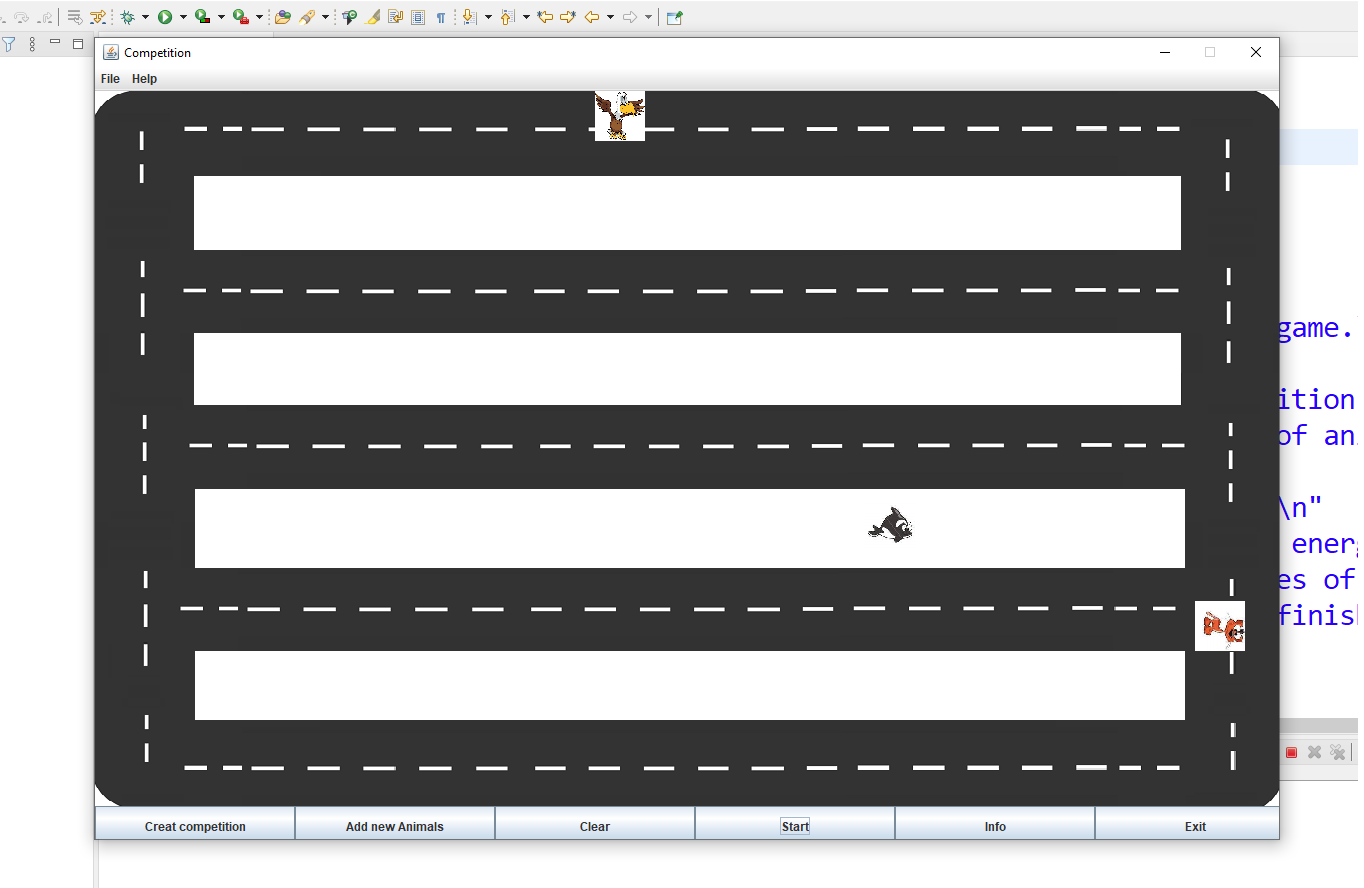 Competition
File Help
game.
ition
of an
\n"
energ
es of
finish
Creat competition Add new Animals Clear Start Info Exit